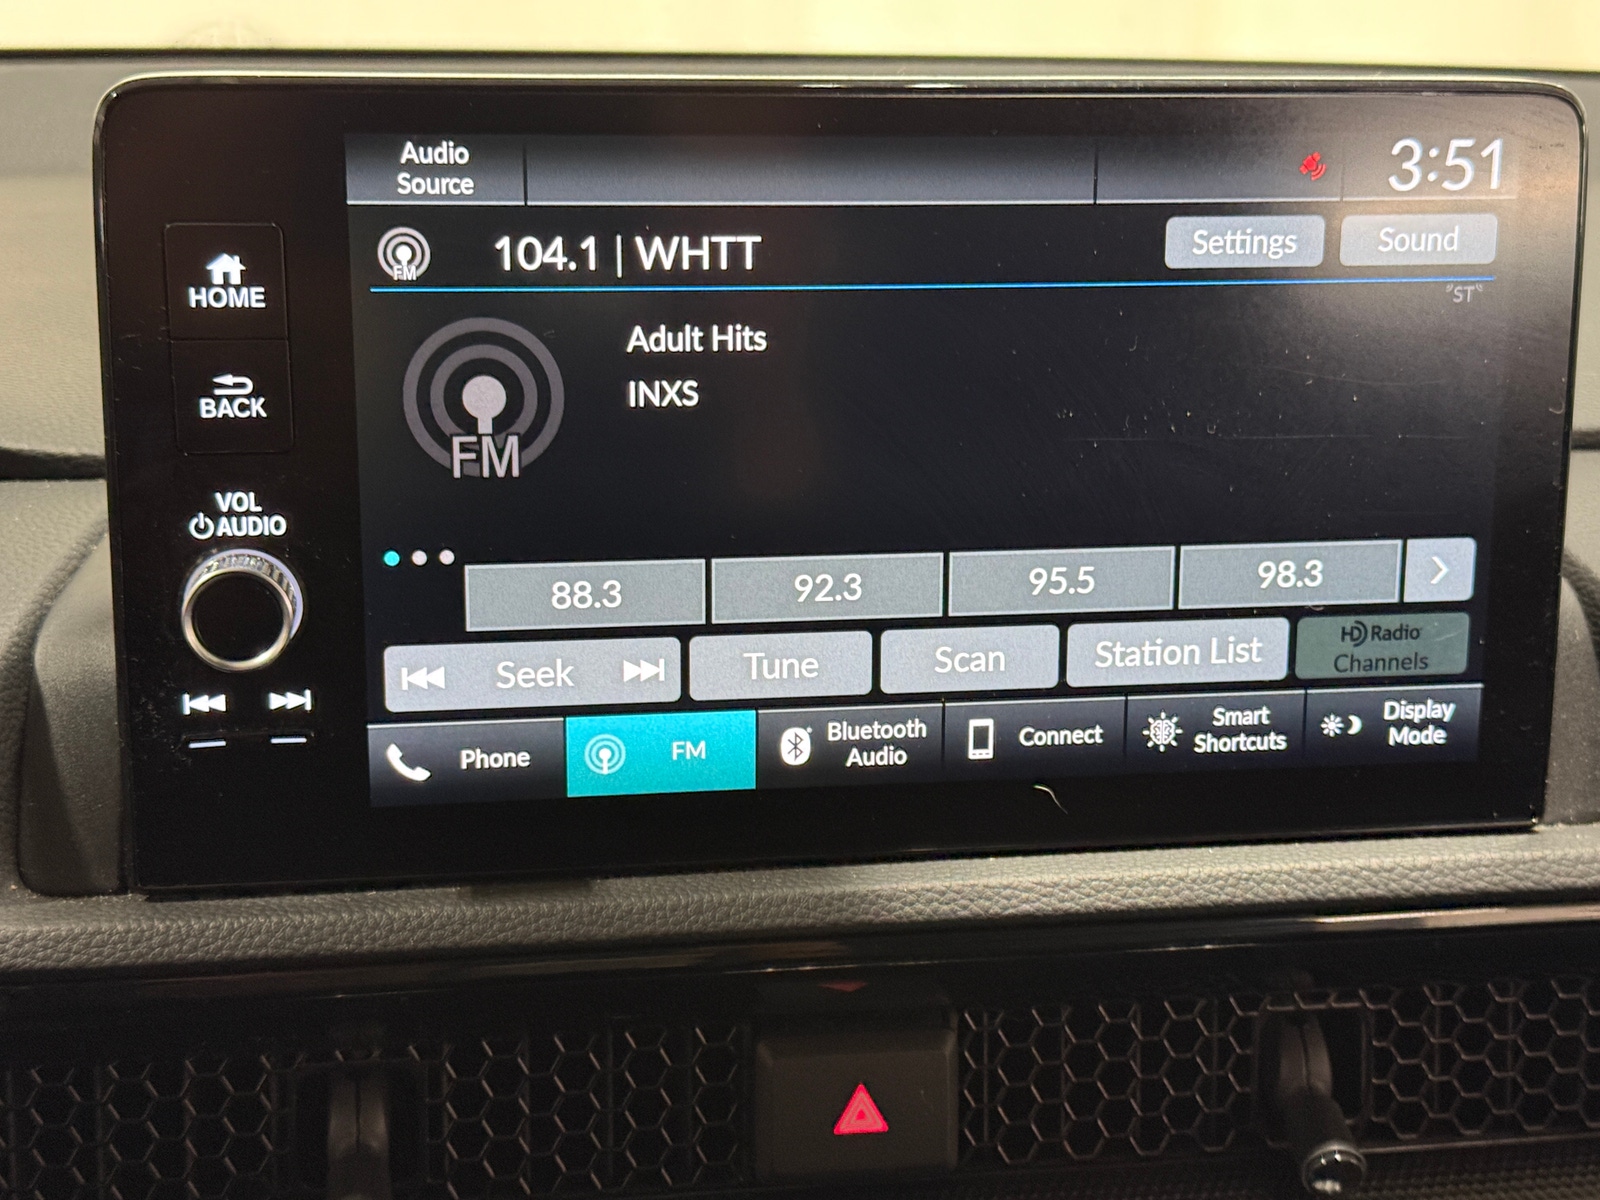 Audio
Source
3:51
104.1 | WHTT
Settings
Sound
"ST"
FM
Adult Hits
INXS
FM
HOME
BACK
VOL
AUDIO
88.3
92.3
95.5
98.3
Seek
Tune
Scan
Station List
HD Radio
Channels
Phone
FM
Bluetooth
Audio
Connect
Smart
Shortcuts
Display
Mode